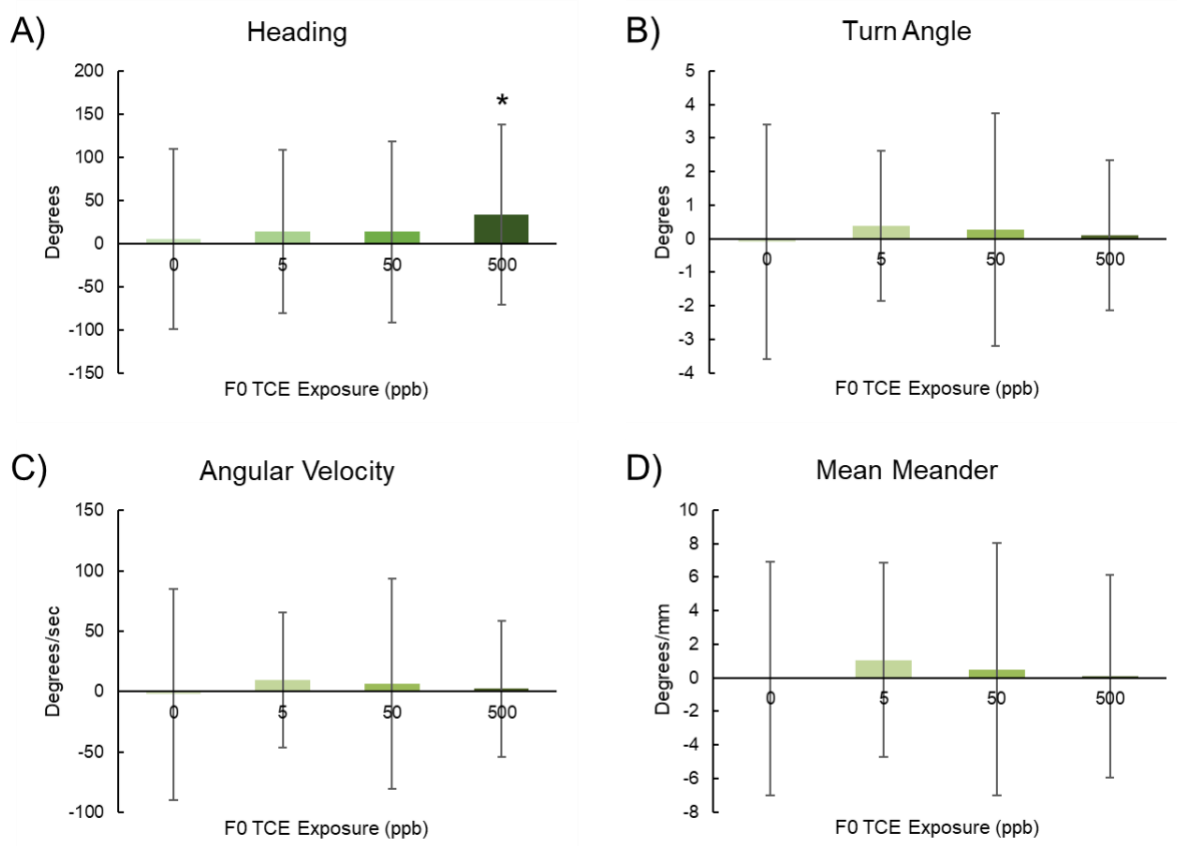 A)
Heading
200
150
100
50
0
-50
-100
-150
Degrees
*
0 5 50 500
F0 TCE Exposure (ppb)
B)
Turn Angle
5
4
3
2
1
0
-1
-2
-3
-4
Degrees
0 5 50 500
F0 TCE Exposure (ppb)
C)
Angular Velocity
150
100
50
0
-50
-100
Degrees/sec
0 5 50 500
F0 TCE Exposure (ppb)
D)
Mean Meander
10
8
6
4
2
0
-2
-4
-6
-8
Degrees/mm
0 5 50 500
F0 TCE Exposure (ppb)